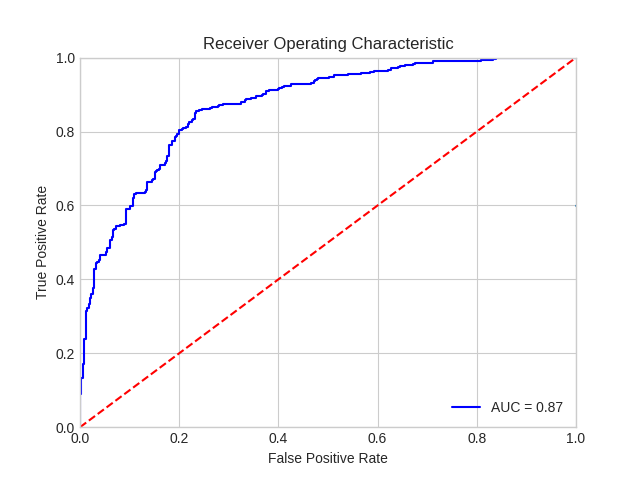 Receiver Operating Characteristic
True Positive Rate
1.0
0.8
0.6
0.4
0.2
0.0
0.0 0.2 0.4 0.6 0.8 1.0
False Positive Rate
AUC = 0.87